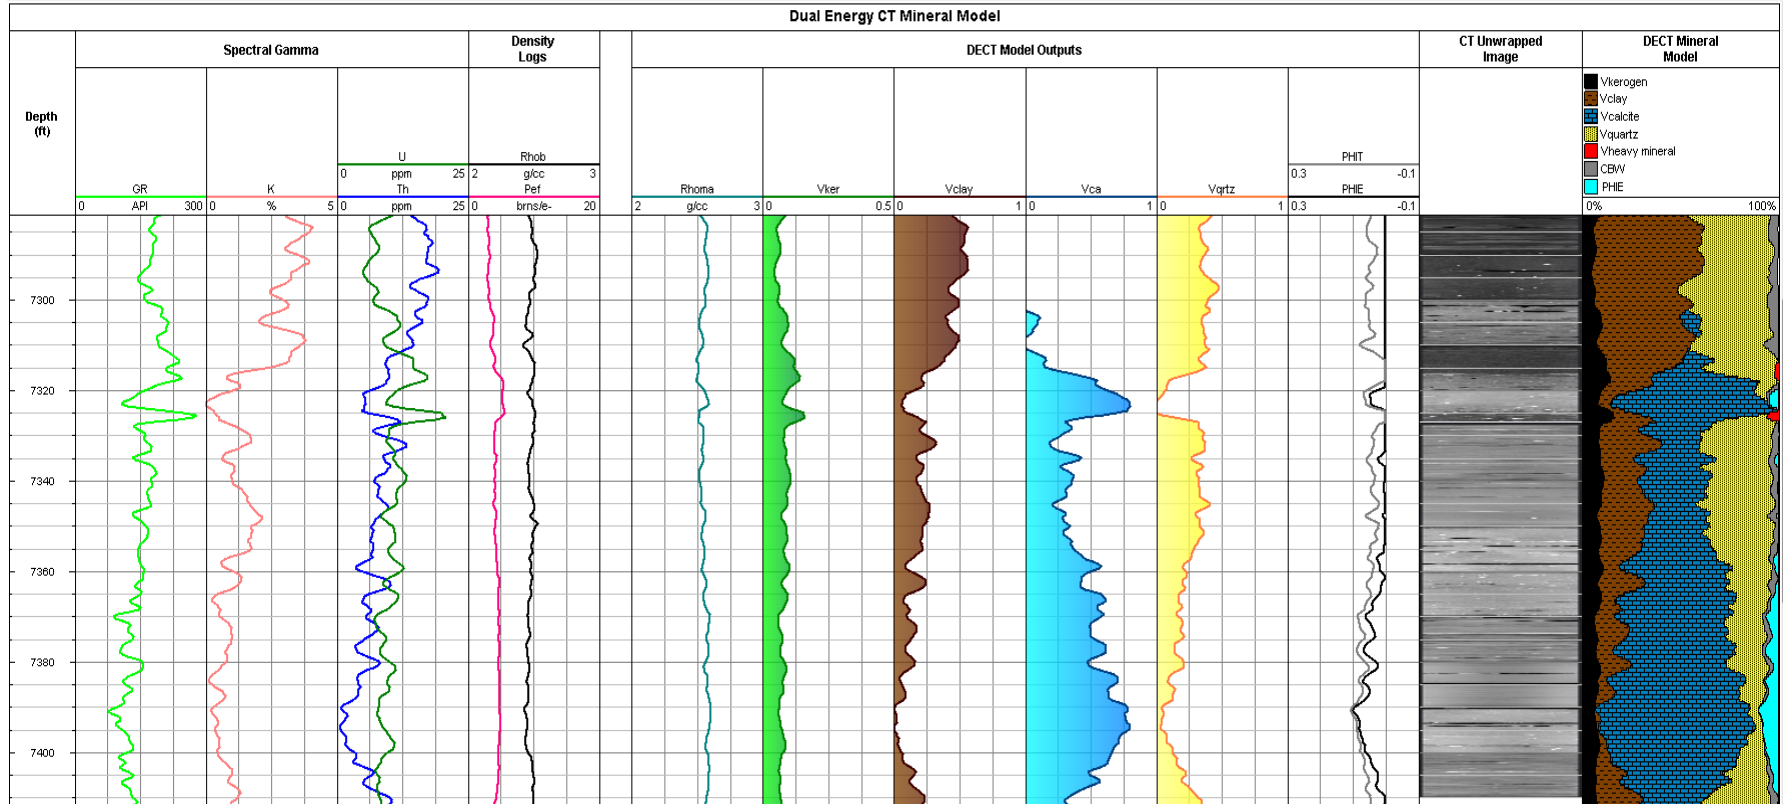 Dual Energy CT Mineral Model
Spectral Gamma
Density
Logs
DECT Model Outputs
CT Unwrapped
Image
DECT Mineral
Model
Depth
(ft)
Vkerogen
Vclay
Vcalcite
Vquartz
Vheavy mineral
CBW
PHIE
U
0 ppm 25
Rhob
2 g/cc 3
PHIT
0.3 -0.1
GR
0 API 300
K
0 % 5
Th
0 ppm 25
Pef
0 brns/e- 20
Rhoma
2 g/cc 3
Vker
0 0.5
Vclay
0 1
Vca
0 1
Vqrtz
0 1
PHIE
0.3 -0.1
0% 100%
7300
7320
7340
7360
7380
7400